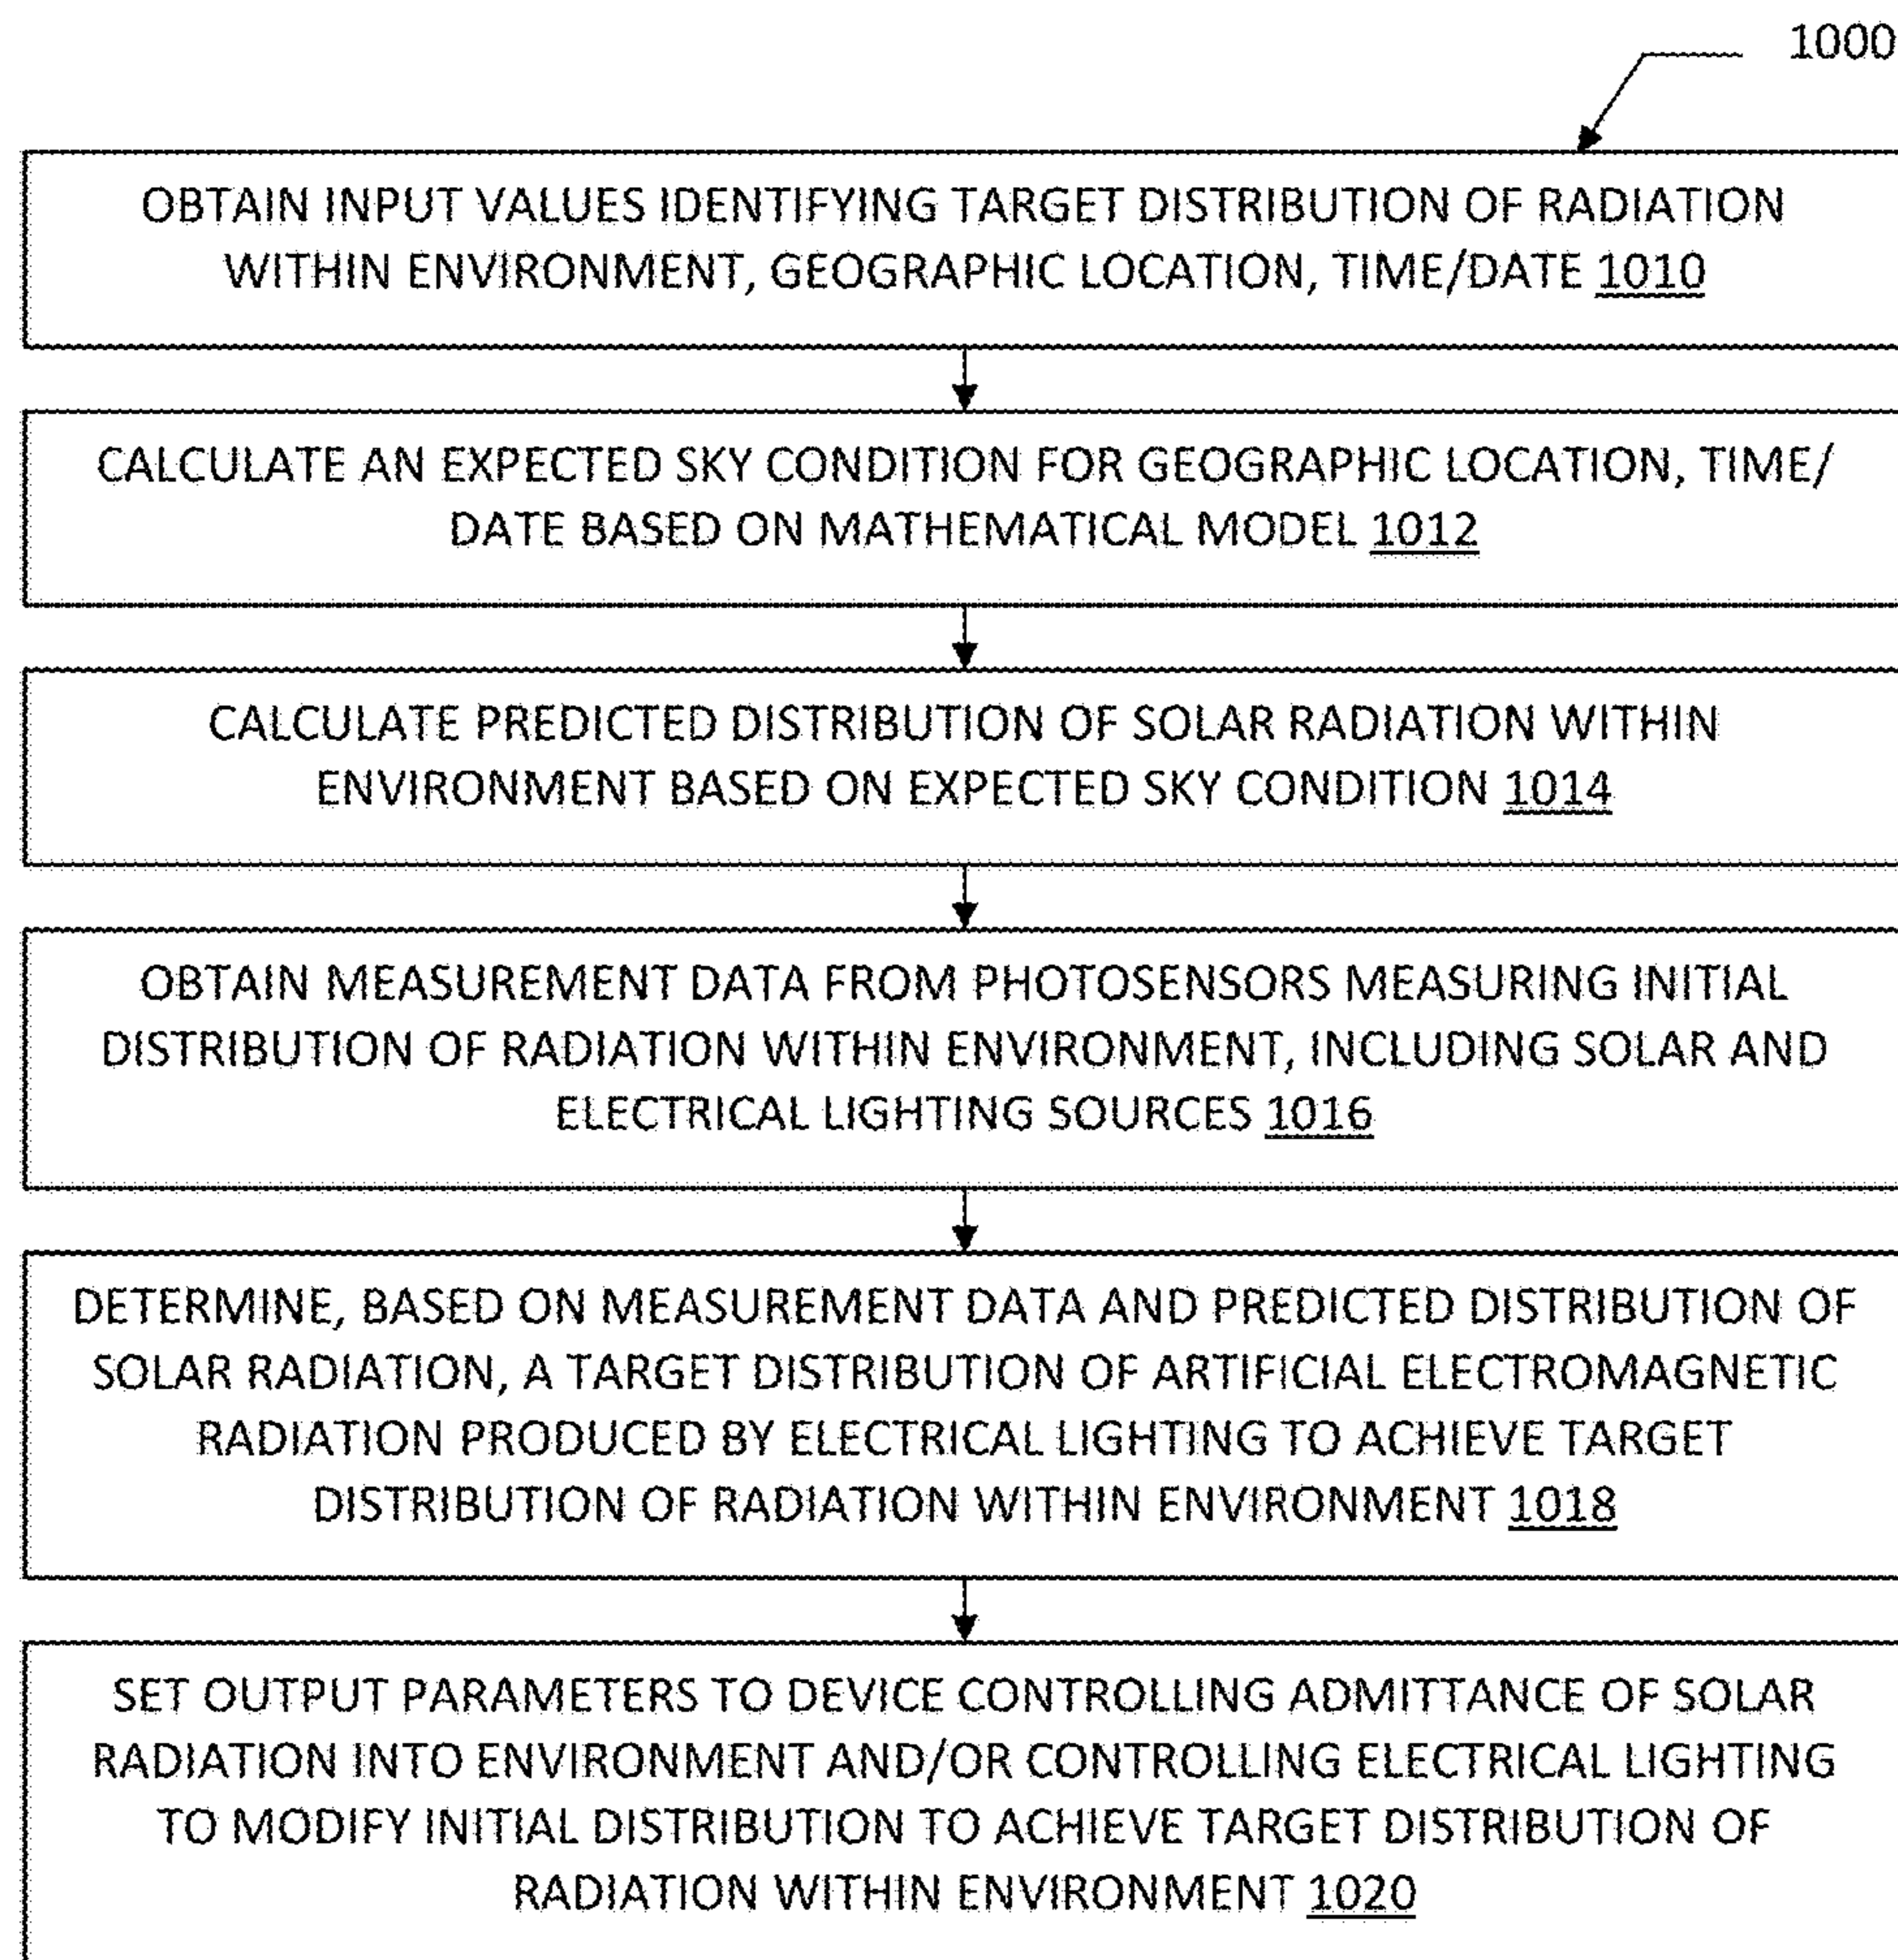 1000
OBTAIN INPUT VALUES IDENTIFYING TARGET DISTRIBUTION OF RADIATION
WITHIN ENVIRONMENT, GEOGRAPHIC LOCATION, TIME/DATE 1010
CALCULATE AN EXPECTED SKY CONDITION FOR GEOGRAPHIC LOCATION, TIME/
DATE BASED ON MATHEMATICAL MODEL 1012
CALCULATE PREDICTED DISTRIBUTION OF SOLAR RADIATION WITHIN
ENVIRONMENT BASED ON EXPECTED SKY CONDITION 1014
OBTAIN MEASUREMENT DATA FROM PHOTOSENSORS MEASURING INITIAL
DISTRIBUTION OF RADIATION WITHIN ENVIRONMENT, INCLUDING SOLAR AND
ELECTRICAL LIGHTING SOURCES 1016
DETERMINE, BASED ON MEASUREMENT DATA AND PREDICTED DISTRIBUTION OF
SOLAR RADIATION, A TARGET DISTRIBUTION OF ARTIFICIAL ELECTROMAGNETIC
RADIATION PRODUCED BY ELECTRICAL LIGHTING TO ACHIEVE TARGET
DISTRIBUTION OF RADIATION WITHIN ENVIRONMENT 1018
SET OUTPUT PARAMETERS TO DEVICE CONTROLLING ADMITTANCE OF SOLAR
RADIATION INTO ENVIRONMENT AND/OR CONTROLLING ELECTRICAL LIGHTING
TO MODIFY INITIAL DISTRIBUTION TO ACHIEVE TARGET DISTRIBUTION OF
RADIATION WITHIN ENVIRONMENT 1020